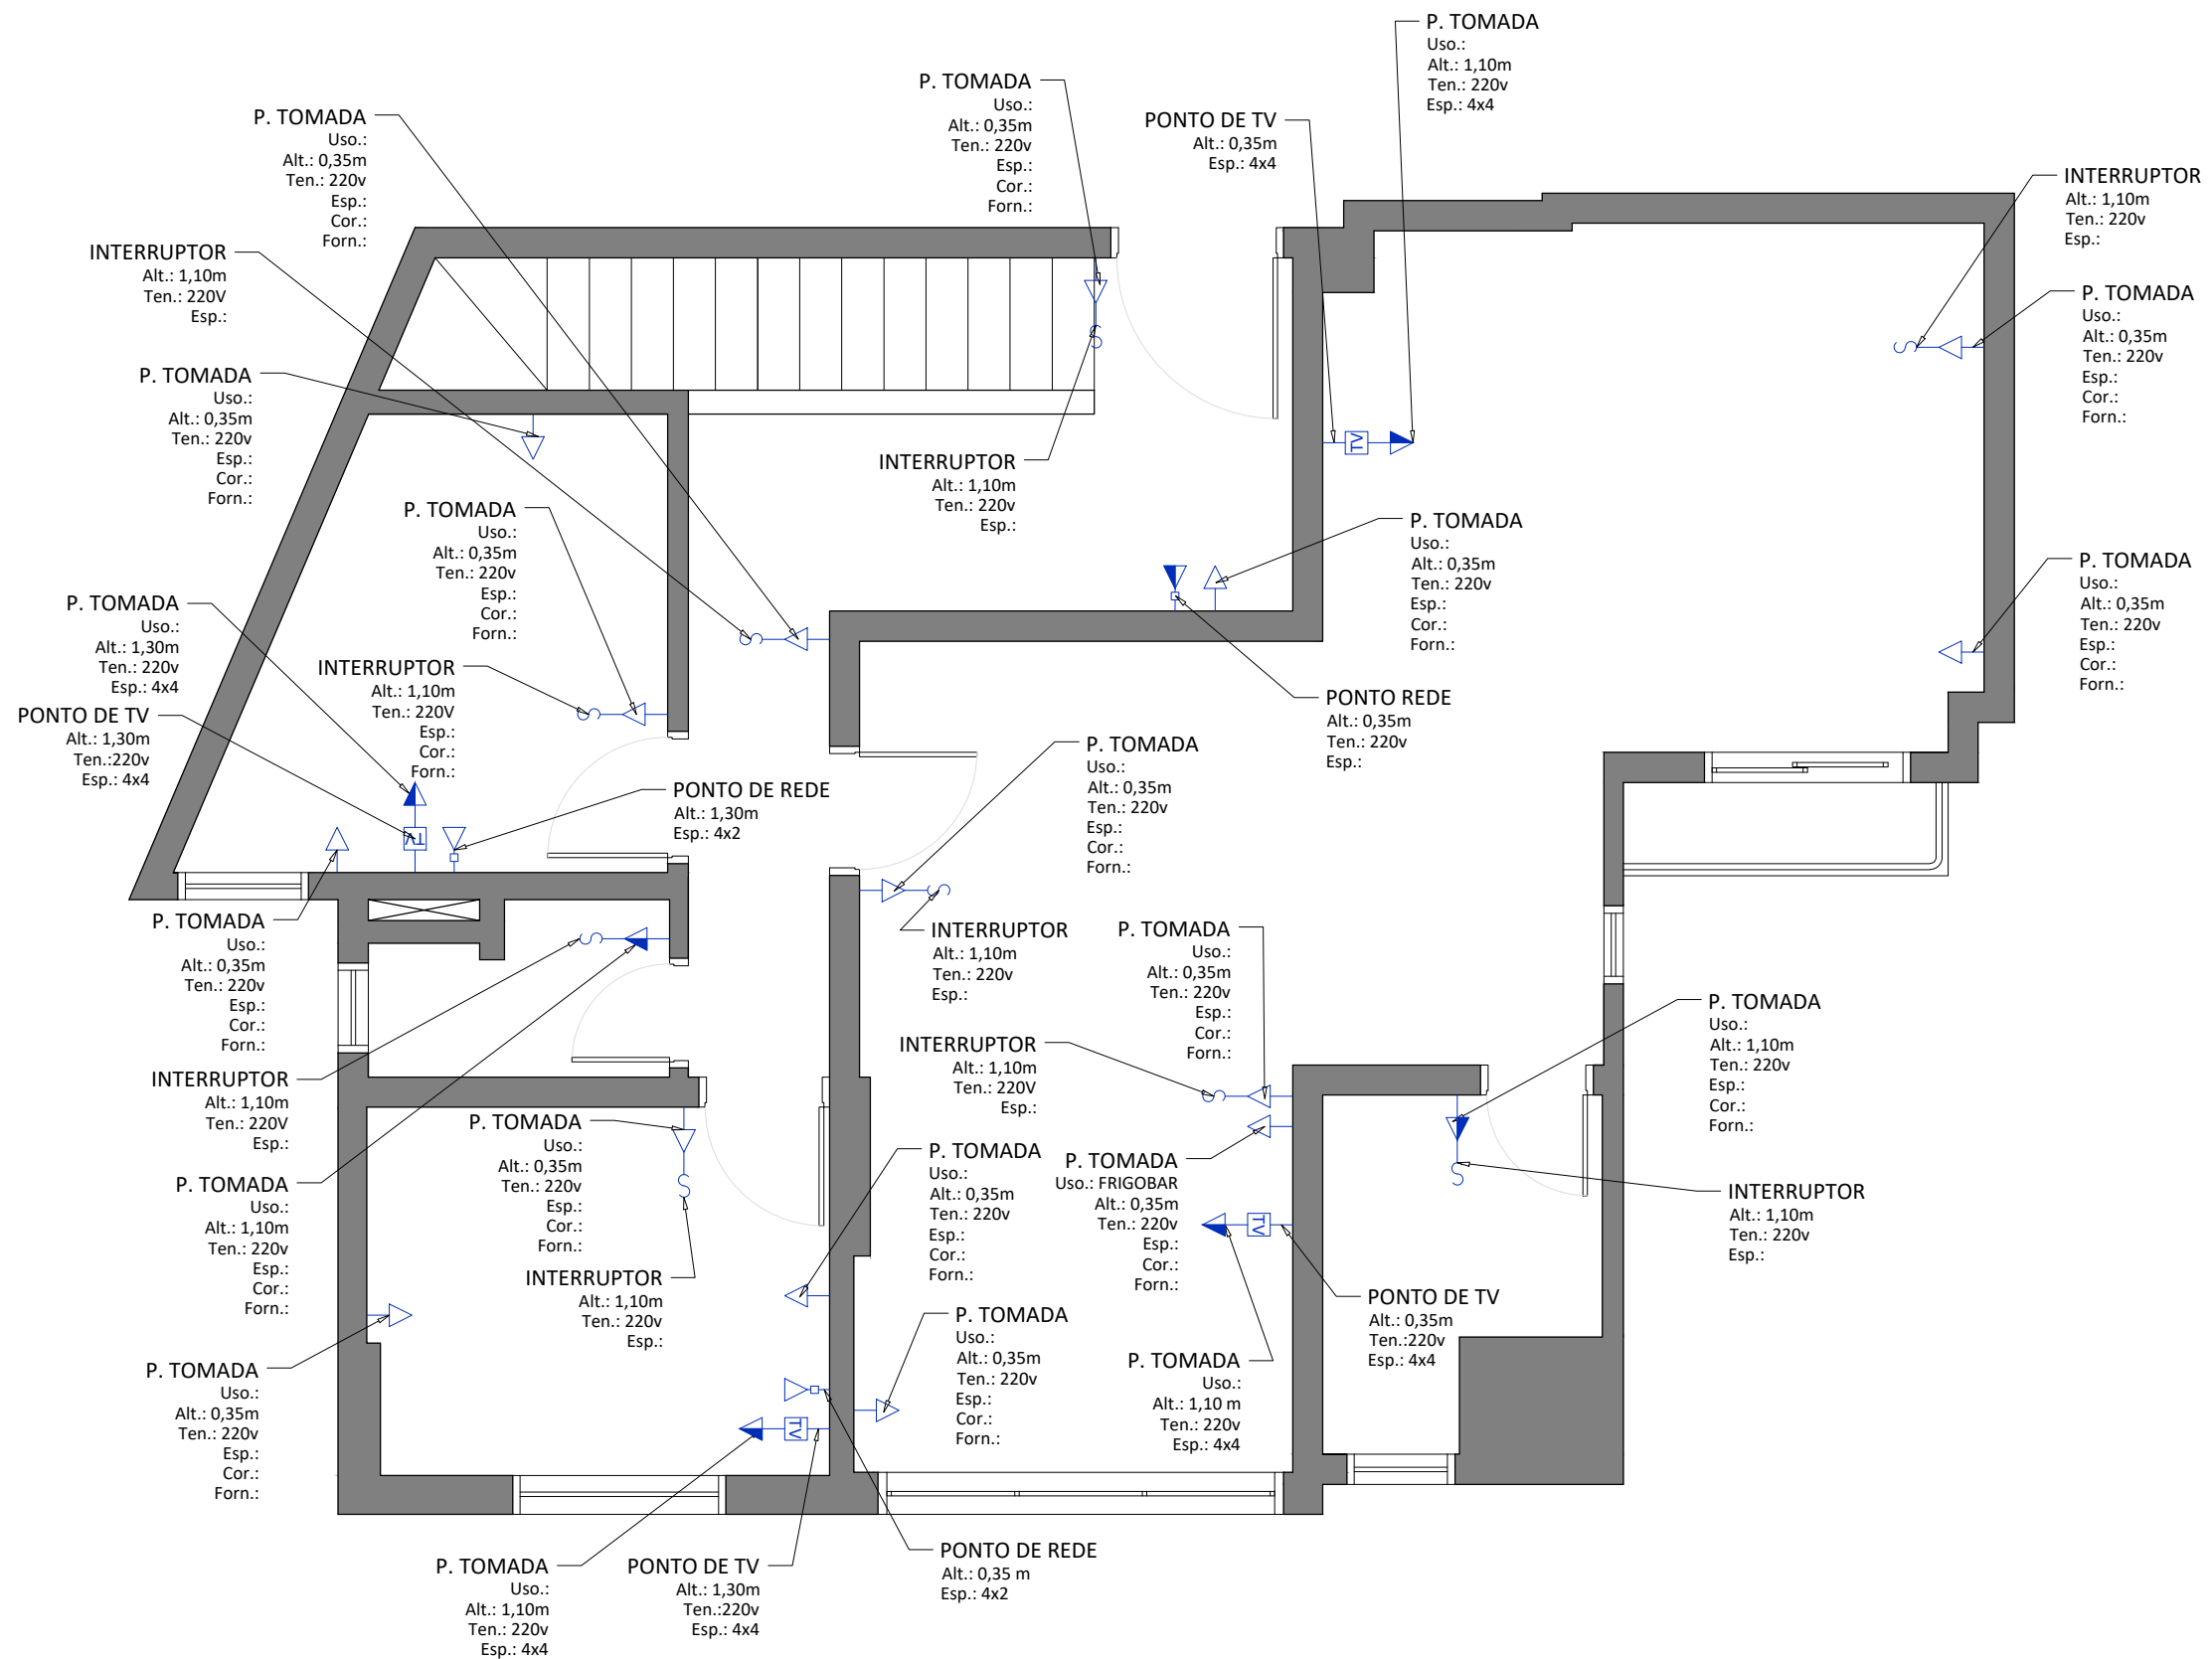 P. TOMADA
Uso.:
Alt.: 1,10m
Ten.: 220v
Esp.: 4x4
P. TOMADA
Uso.:
Alt.: 0,35m
Ten.: 220v
Esp.:
Cor.:
Forn.:
P. TOMADA
Uso.:
Alt.: 0,35m
Ten.: 220v
Esp.:
Cor.:
Forn.:
PONTO DE TV
Alt.: 0,35m
Esp.: 4x4
INTERRUPTOR
Alt.: 1,10m
Ten.: 220v
Esp.:
INTERRUPTOR
Alt.: 1,10m
Ten.: 220V
Esp.:
P. TOMADA
Uso.:
Alt.: 0,35m
Ten.: 220v
Esp.:
Cor.:
Forn.:
P. TOMADA
Uso.:
Alt.: 0,35m
Ten.: 220v
Esp.:
Cor.:
Forn.:
S
S
TV
INTERRUPTOR
Alt.: 1,10m
Ten.: 220v
Esp.:
P. TOMADA
Uso.:
Alt.: 0,35m
Ten.: 220v
Esp.:
Cor.:
Forn.:
P. TOMADA
Uso.:
Alt.: 0,35m
Ten.: 220v
Esp.:
Cor.:
Forn.:
P. TOMADA
Uso.:
Alt.: 0,35m
Ten.: 220v
Esp.:
Cor.:
Forn.:
P. TOMADA
Uso.:
Alt.: 1,30m
Ten.: 220v
Esp.: 4x4
S
INTERRUPTOR
Alt.: 1,10m
Ten.: 220V
Esp.:
Cor.:
Forn.:
S
PONTO REDE
Alt.: 0,35m
Ten.: 220v
Esp.:
PONTO DE TV
Alt.: 1,30m
Ten.:220v
Esp.: 4x4
P. TOMADA
Uso.:
Alt.: 0,35m
Ten.: 220v
Esp.:
Cor.:
Forn.:
PONTO DE REDE
Alt.: 1,30m
Esp.: 4x2
TV
S
P. TOMADA
Uso.:
Alt.: 0,35m
Ten.: 220v
Esp.:
Cor.:
Forn.:
S
INTERRUPTOR
Alt.: 1,10m
Ten.: 220v
Esp.:
P. TOMADA
Uso.:
Alt.: 0,35m
Ten.: 220v
Esp.:
Cor.:
Forn.:
P. TOMADA
Uso.:
Alt.: 1,10m
Ten.: 220v
Esp.:
Cor.:
Forn.:
INTERRUPTOR
Alt.: 1,10m
Ten.: 220V
Esp.:
INTERRUPTOR
Alt.: 1,10m
Ten.: 220V
Esp.:
S
P. TOMADA
Uso.:
Alt.: 0,35m
Ten.: 220v
Esp.:
Cor.:
Forn.:
P. TOMADA
Uso.:
Alt.: 0,35m
Ten.: 220v
Esp.:
Cor.:
Forn.:
P. TOMADA
Uso.: FRIGOBAR
Alt.: 0,35m
Ten.: 220v
Esp.:
Cor.:
Forn.:
S
P. TOMADA
Uso.:
Alt.: 1,10m
Ten.: 220v
Esp.:
Cor.:
Forn.:
S
INTERRUPTOR
Alt.: 1,10m
Ten.: 220v
Esp.:
TV
INTERRUPTOR
Alt.: 1,10m
Ten.: 220v
Esp.:
PONTO DE TV
Alt.: 0,35m
Ten.:220v
Esp.: 4x4
P. TOMADA
Uso.:
Alt.: 0,35m
Ten.: 220v
Esp.:
Cor.:
Forn.:
P. TOMADA
Uso.:
Alt.: 1,10 m
Ten.: 220v
Esp.: 4x4
P. TOMADA
Uso.:
Alt.: 0,35m
Ten.: 220v
Esp.:
Cor.:
Forn.:
TV
P. TOMADA
Uso.:
Alt.: 1,10m
Ten.: 220v
Esp.: 4x4
PONTO DE TV
Alt.: 1,30m
Ten.:220v
Esp.: 4x4
PONTO DE REDE
Alt.: 0,35 m
Esp.: 4x2